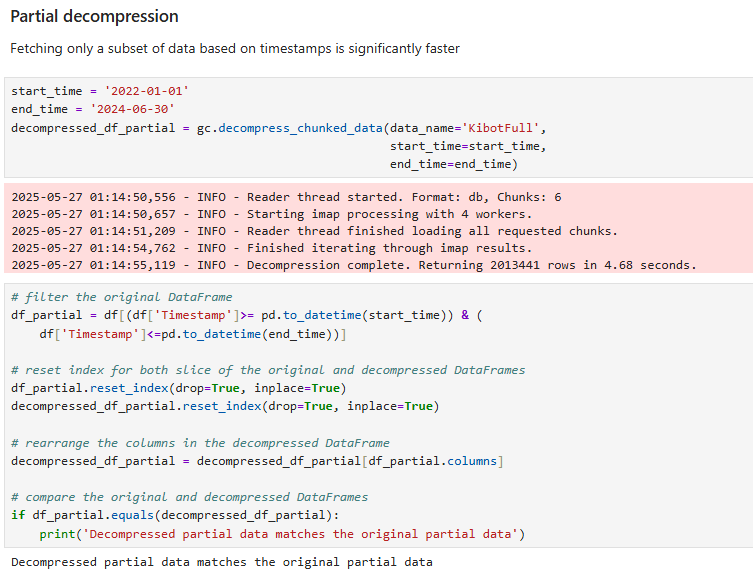 Partial decompression
Fetching only a subset of data based on timestamps is significantly faster
start_time = '2022-01-01'
end_time = '2024-06-30'
decompressed_df_partial = gc.decompress_chunked_data(data_name='KibotFull',
                                                  start_time=start_time,
                                                  end_time=end_time)
2025-05-27 01:14:50,556 - INFO - Reader thread started. Format: db, Chunks: 6
2025-05-27 01:14:50,657 - INFO - Starting imap processing with 4 workers.
2025-05-27 01:14:51,209 - INFO - Reader thread finished loading all requested chunks.
2025-05-27 01:14:54,762 - INFO - Finished iterating through imap results.
2025-05-27 01:14:55,119 - INFO - Decompression complete. Returning 2013441 rows in 4.68 seconds.
# filter the original DataFrame
df_partial = df[(df['Timestamp']>= pd.to_datetime(start_time)) & (
    df['Timestamp']<=pd.to_datetime(end_time))]
# reset index for both slice of the original and decompressed DataFrames
df_partial.reset_index(drop=True, inplace=True)
decompressed_df_partial.reset_index(drop=True, inplace=True)
# rearrange the columns in the decompressed DataFrame
decompressed_df_partial = decompressed_df_partial[df_partial.columns]
# compare the original and decompressed DataFrames
if df_partial.equals(decompressed_df_partial):
    print('Decompressed partial data matches the original partial data')
Decompressed partial data matches the original partial data